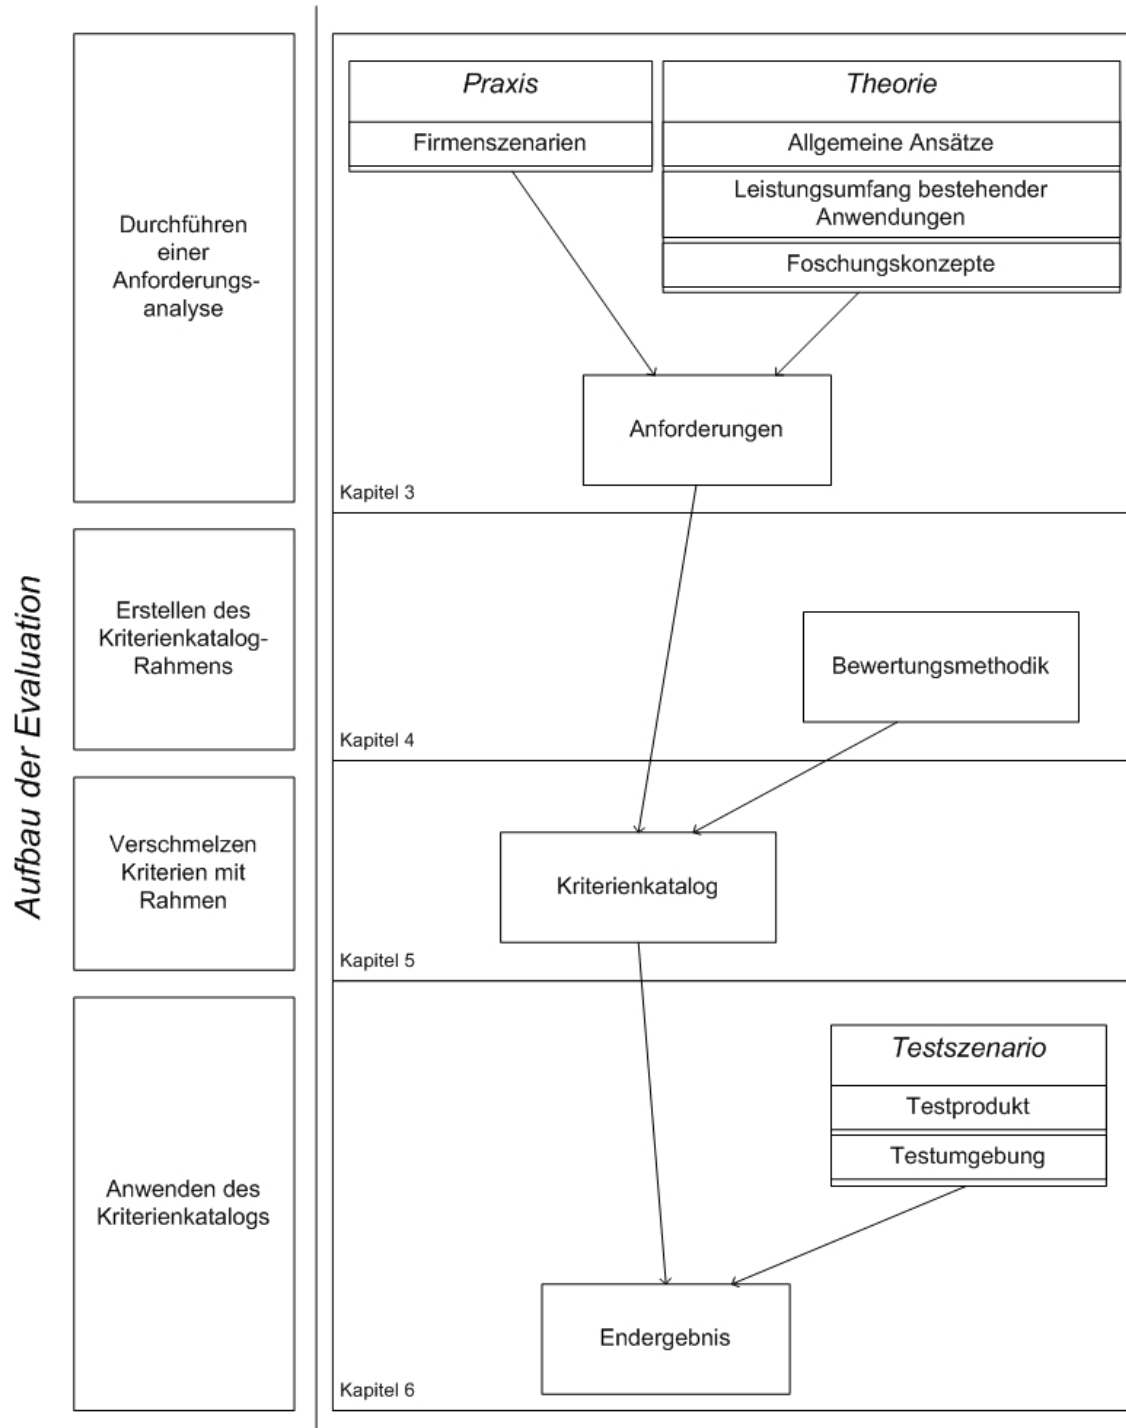 Aufbau der Evaluation
Durchführen
einer
Anforderungs-
analyse
Praxis
Firmenszenarien
Theorie
Allgemeine Ansätze
Leistungsumfang bestehender
Anwendungen
Foschungskonzepte
Anforderungen
Kapitel 3
Erstellen des
Kriterienkatalog-
Rahmens
Bewertungsmethodik
Kapitel 4
Verschmelzen
Kriterien mit
Rahmen
Kriterienkatalog
Kapitel 5
Anwenden des
Kriterienkatalogs
Testszenario
Testprodukt
Testumgebung
Endergebnis
Kapitel 6